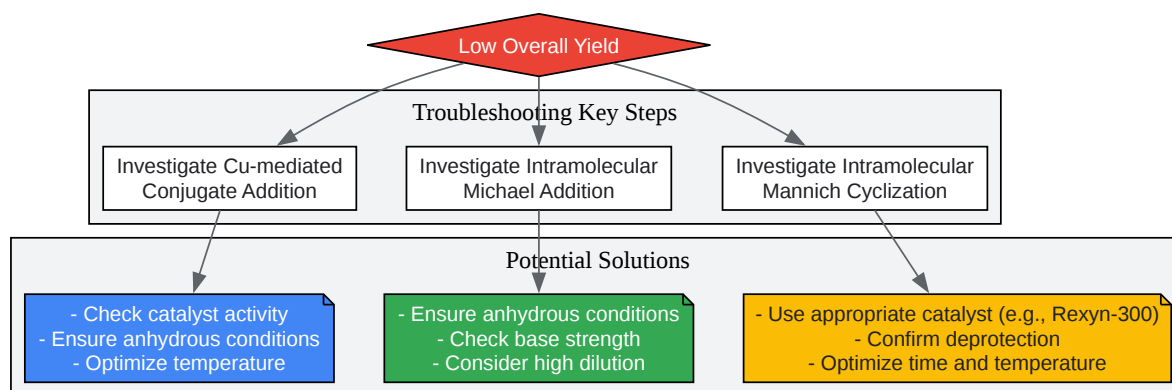 Low Overall Yield
Troubleshooting Key Steps
Investigate Cu-mediated
Conjugate Addition
Investigate Intramolecular
Michael Addition
Investigate Intramolecular
Mannich Cyclization
Potential Solutions
- Check catalyst activity
- Ensure anhydrous conditions
- Optimize temperature
- Ensure anhydrous conditions
- Check base strength
- Consider high dilution
- Use appropriate catalyst (e.g., Rexyn-300)
- Confirm deprotection
- Optimize time and temperature